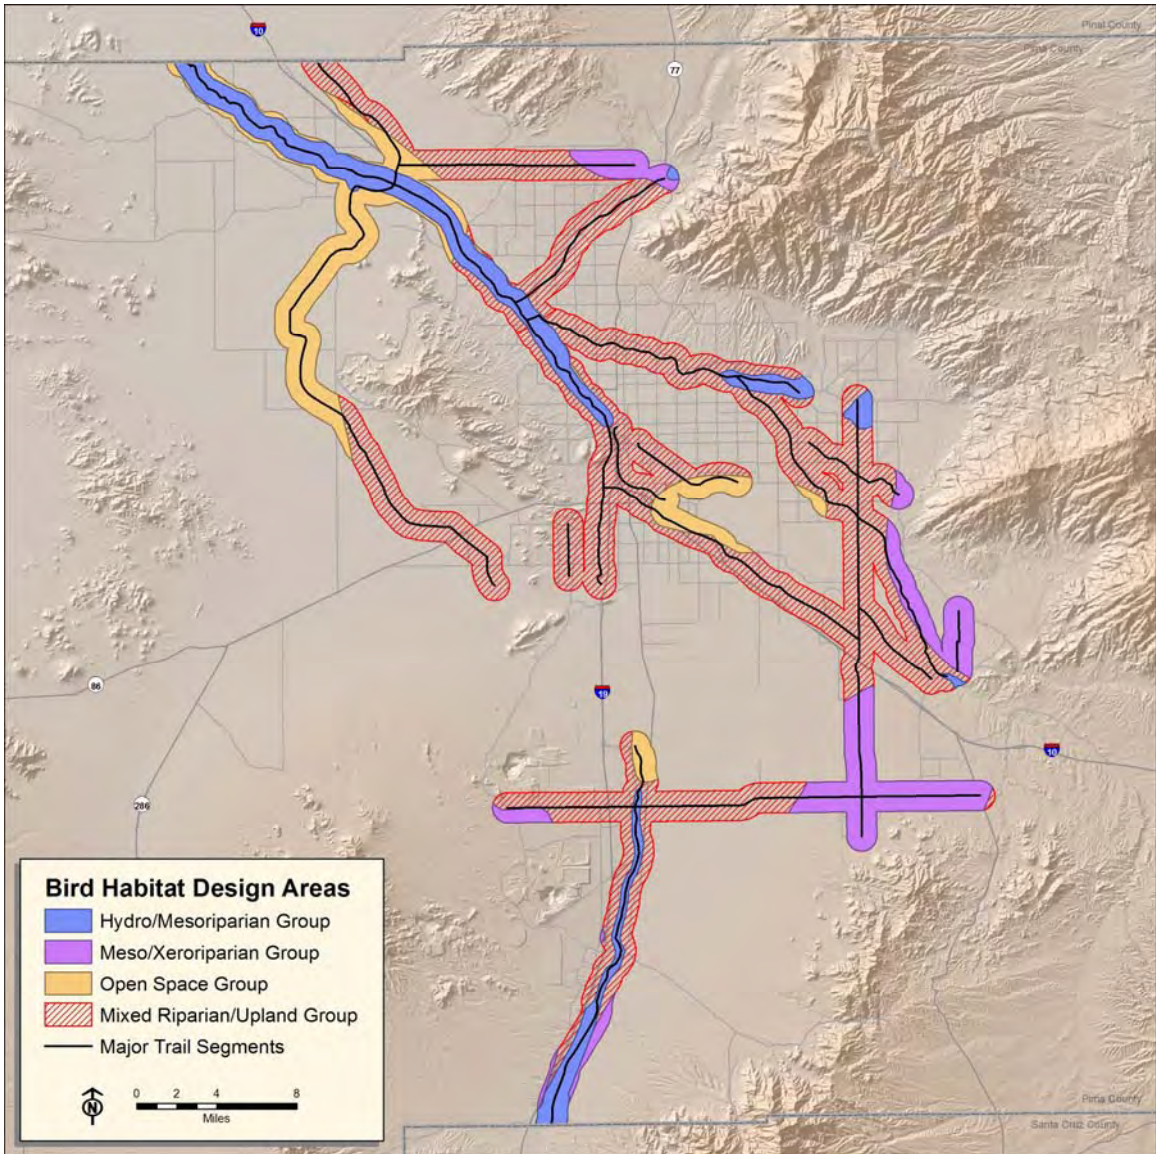 Pinal County
10
Pima County
77
86
19
10
286
Bird Habitat Design Areas
Hydro/Mesoriparian Group
Meso/Xeroriparian Group
Open Space Group
Mixed Riparian/Upland Group
Major Trail Segments
N
0 2 4 8
Miles
Pima County
Santa Cruz County